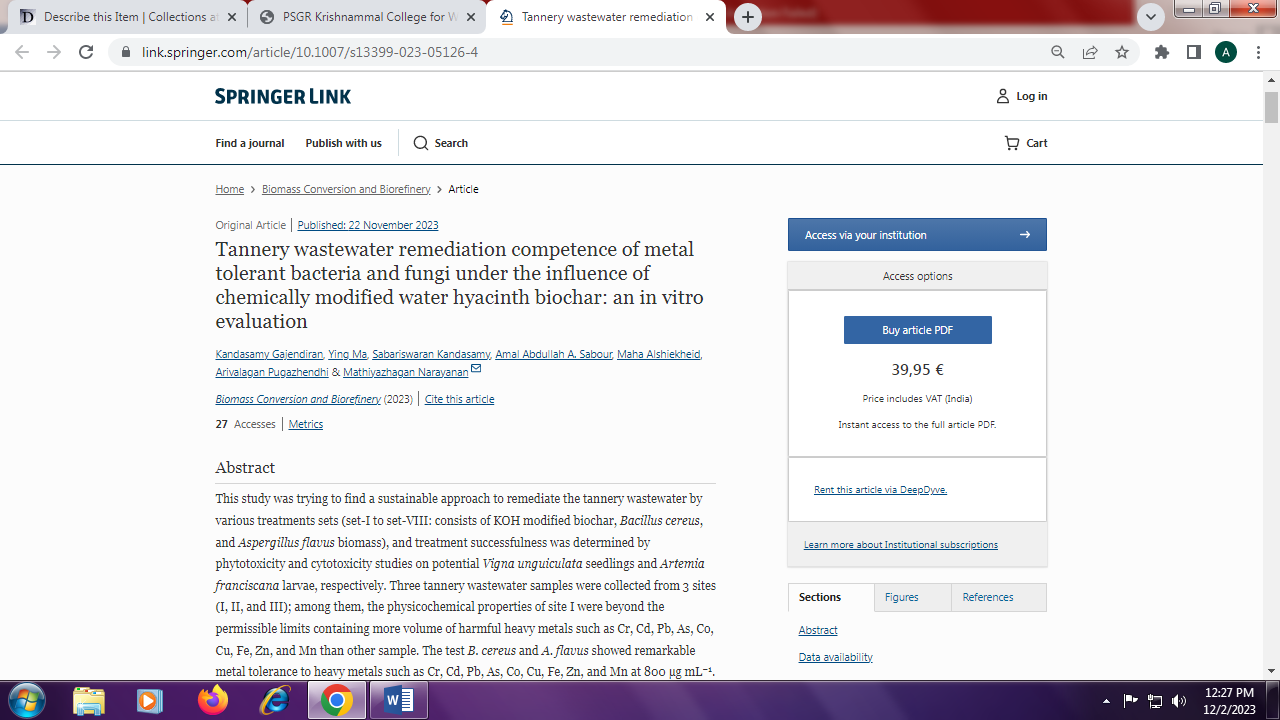 Describe this Item | Collections at
PSGR Krishnammal College for W
Tannery wastewater remediation
link.springer.com/article/10.1007/s13399-023-05126-4
A
SPRINGER LINK
Log in
Find a journal
Publish with us
Search
Cart
Home > Biomass Conversion and Biorefinery > Article
Original Article | Published: 22 November 2023
Tannery wastewater remediation competence of metal
tolerant bacteria and fungi under the influence of
chemically modified water hyacinth biochar: an in vitro
evaluation
Kandasamy Gajendiran, Ying Ma, Sabariswaran Kandasamy, Amal Abdullah A. Sabour, Maha Alshiekheid,
Arivalagan Pugazhendhi & Mathiyazhagan Narayanan
Biomass Conversion and Biorefinery (2023) | Cite this article
27 Accesses | Metrics
Abstract
This study was trying to find a sustainable approach to remediate the tannery wastewater by
various treatments sets (set-I to set-VIII: consists of KOH modified biochar, Bacillus cereus,
and Aspergillus flavus biomass), and treatment successfulness was determined by
phytotoxicity and cytotoxicity studies on potential Vigna unguiculata seedlings and Artemia
franciscana larvae, respectively. Three tannery wastewater samples were collected from 3 sites
(I, II, and III); among them, the physicochemical properties of site I were beyond the
permissible limits containing more volume of harmful heavy metals such as Cr, Cd, Pb, As, Co,
Cu, Fe, Zn, and Mn than other sample. The test B. cereus and A. flavus showed remarkable
metal tolerance to heavy metals such as Cr, Cd, Pb, As, Co, Cu, Fe, Zn, and Mn at 800 µg mL⁻¹.
Access via your institution
Access options
Buy article PDF
39,95 €
Price includes VAT (India)
Instant access to the full article PDF.
Rent this article via DeepDyve.
Learn more about Institutional subscriptions
Sections
Figures
References
Abstract
Data availability
12:27 PM
12/2/2023